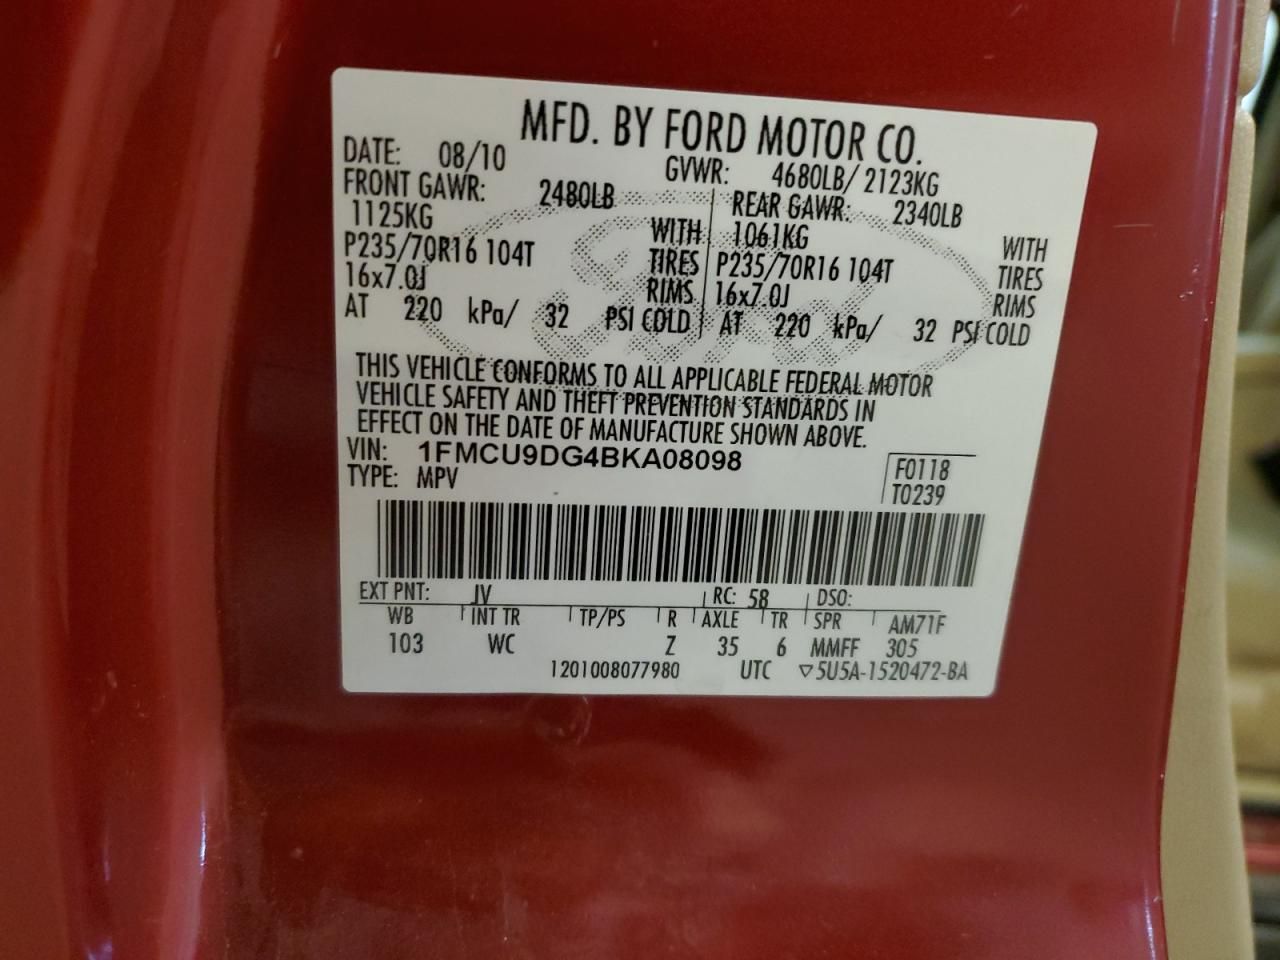 MFD. BY FORD MOTOR CO.
DATE: 08/10 GVWR: 4680LB/ 2123KG
FRONT GAWR: 2480LB REAR GAWR: 2340LB
1125KG WITH 1061KG WITH
P235/70R16 104T TIRES P235/70R16 104T TIRES
16x7.0J RIMS 16x7.0J RIMS
AT 220 kPa/ 32 PSI COLD AT 220 kPa/ 32 PSI COLD
Ford
THIS VEHICLE CONFORMS TO ALL APPLICABLE FEDERAL MOTOR
VEHICLE SAFETY AND THEFT PREVENTION STANDARDS IN
EFFECT ON THE DATE OF MANUFACTURE SHOWN ABOVE.
VIN: 1FMCU9DG4BKA08098 F0118
TYPE: MPV T0239
EXT PNT: JV RC: 58 DSO:
WB INT TR TP/PS R AXLE TR SPR AM71F
103 WC Z 35 6 MMFF 305
1201008077980 UTC ▽5U5A-1520472-BA